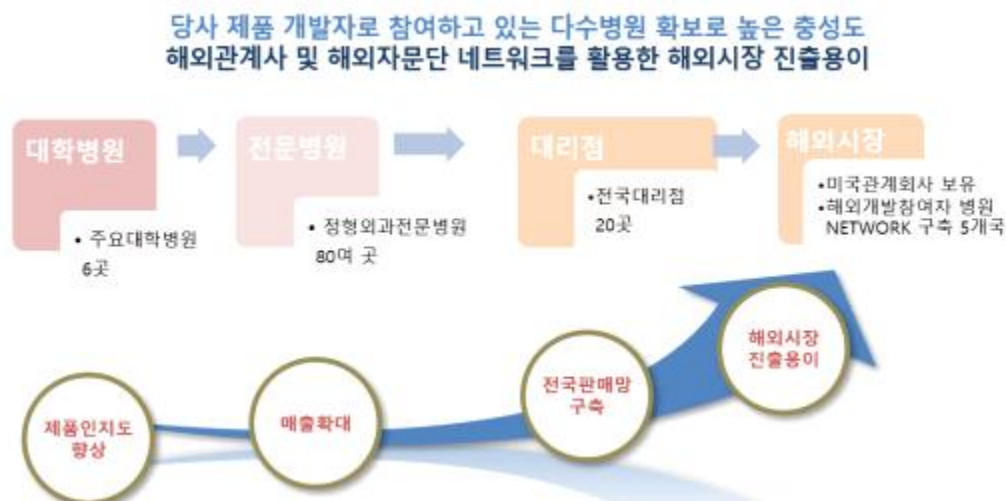 당사 제품 개발자로 참여하고 있는 다수병원 확보로 높은 충성도
해외관계사 및 해외자문단 네트워크를 활용한 해외시장 진출용이
대학병원
• 주요대학병원
6곳
전문병원
• 정형외과전문병원
80여 곳
대리점
•전국대리점
20곳
해외시장
•미국관계회사 보유
•해외개발참여자 병원
NETWORK 구축 5개국
제품인지도
향상
매출확대
전국판매망
구축
해외시장
진출용이